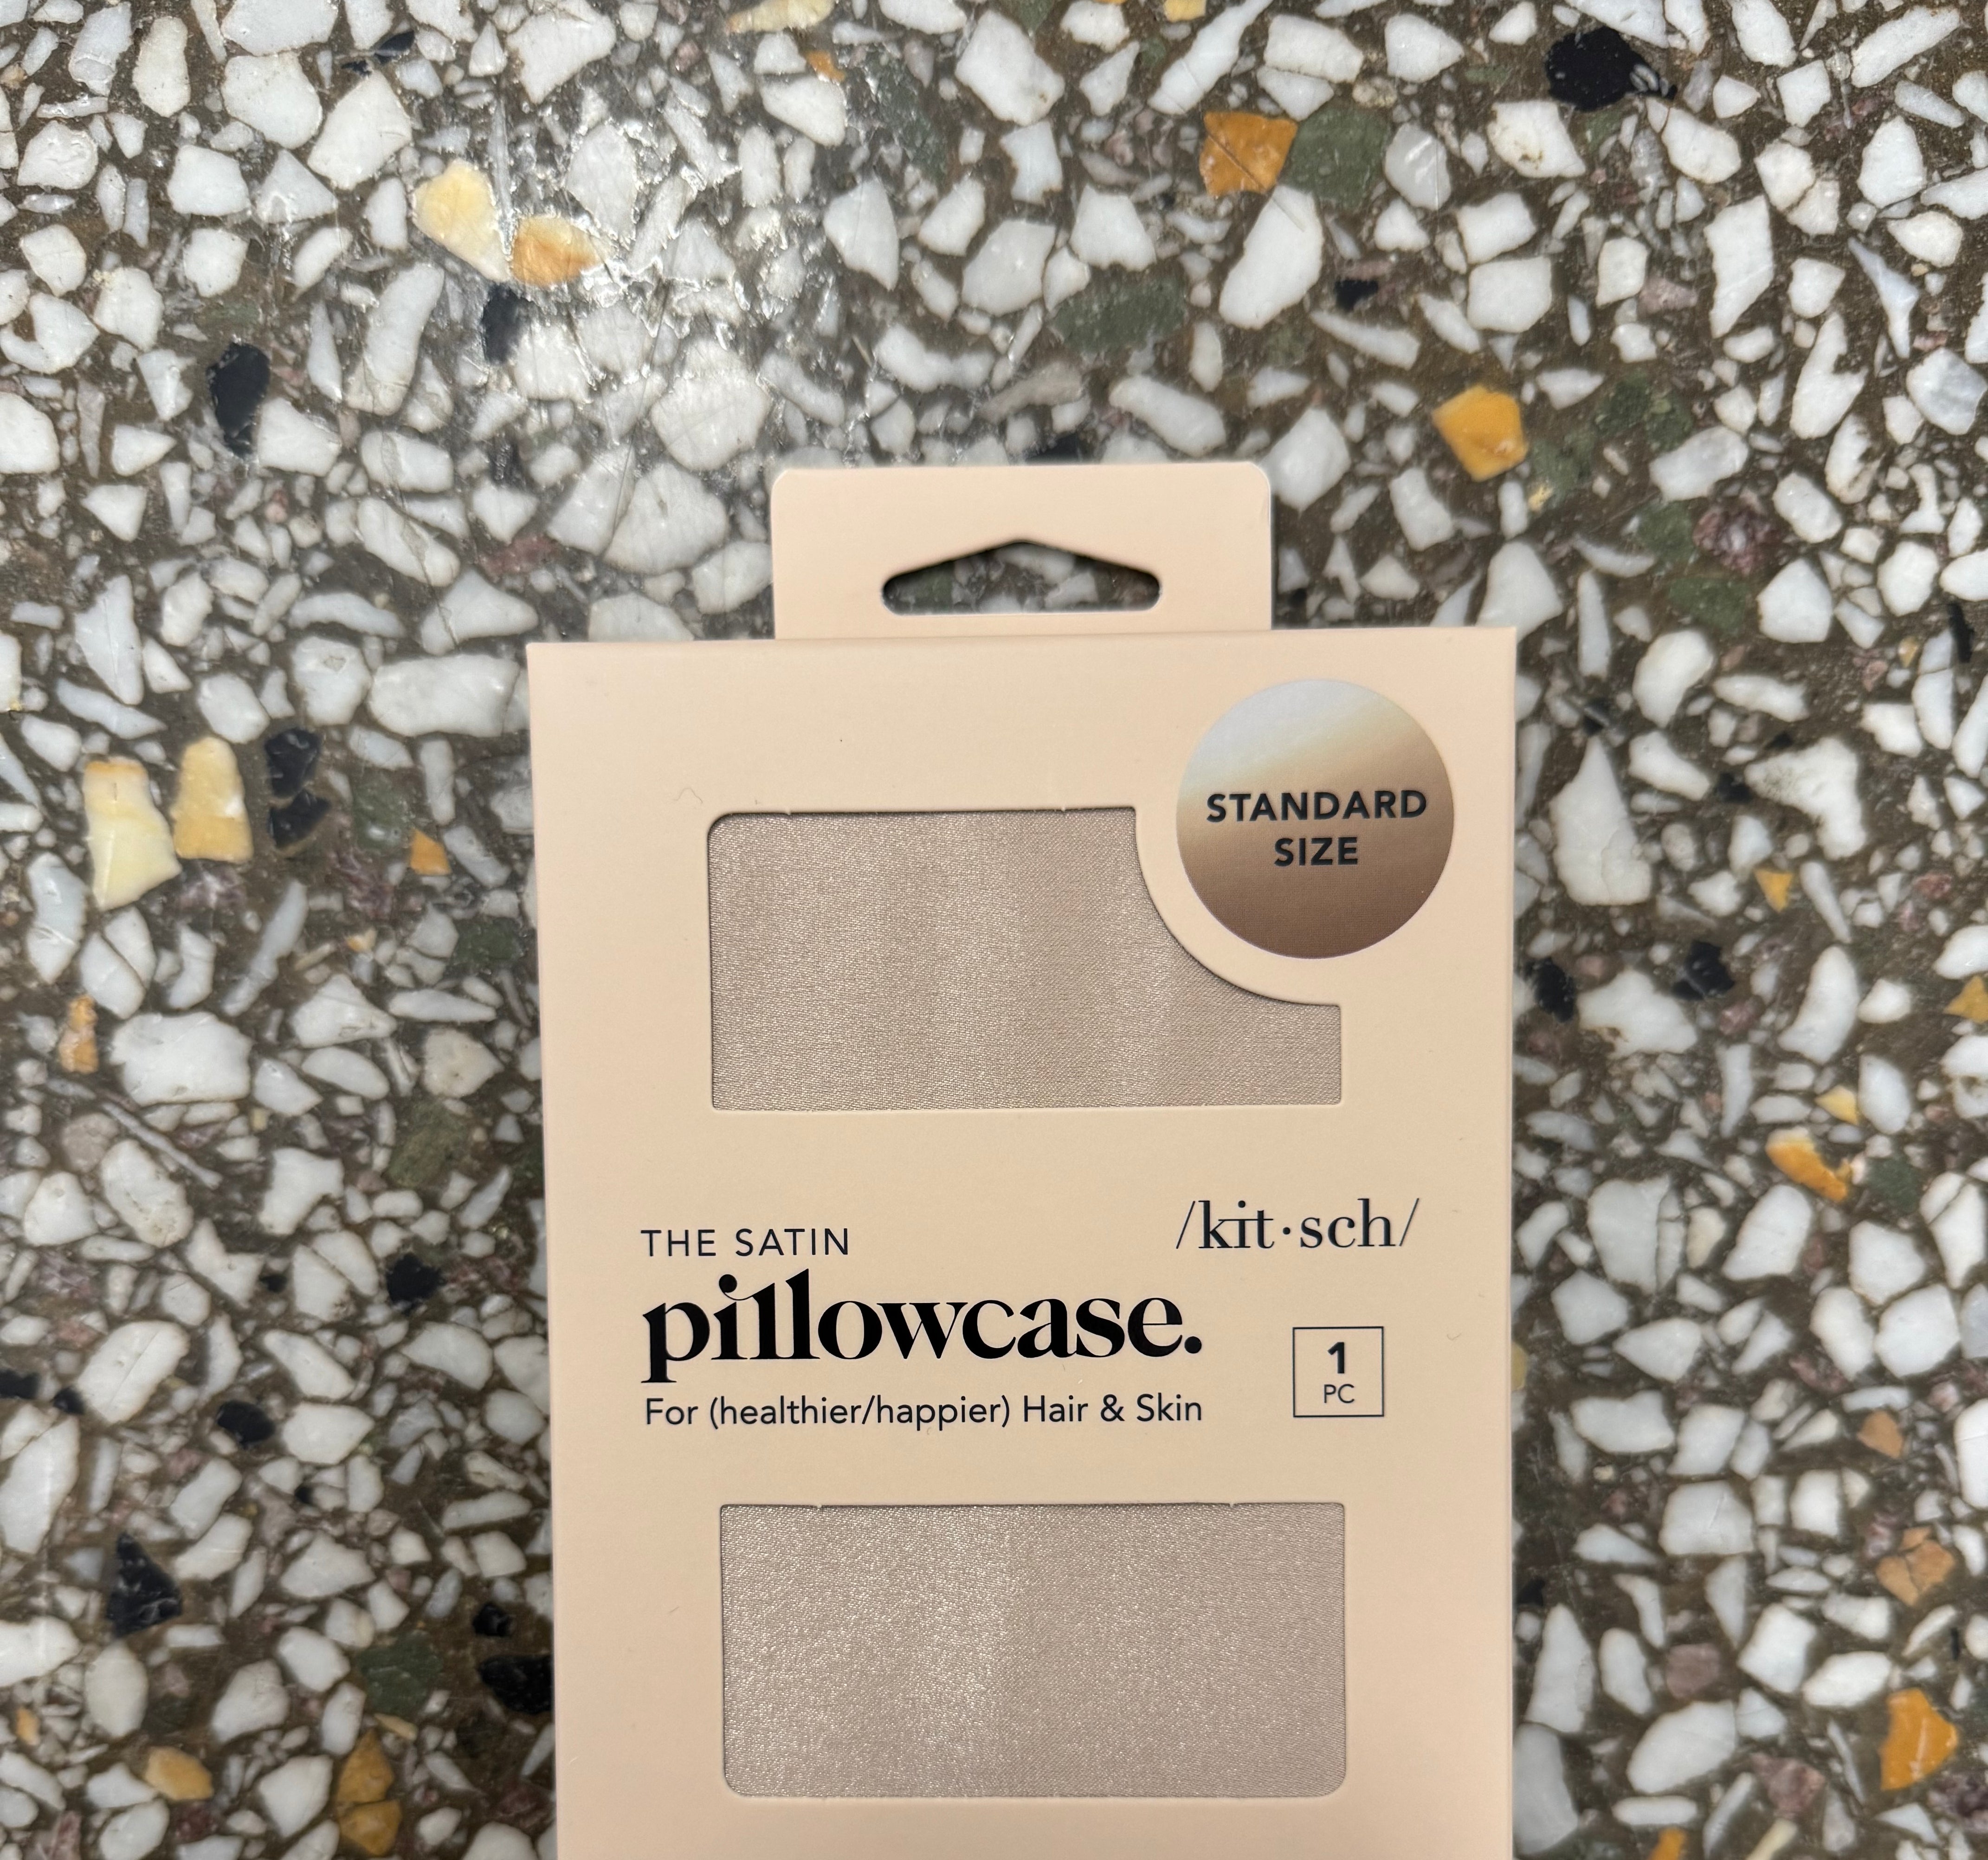 STANDARD
SIZE
/kit·sch/
THE SATIN
pillowcase.
For (healthier/happier) Hair & Skin
1
PC